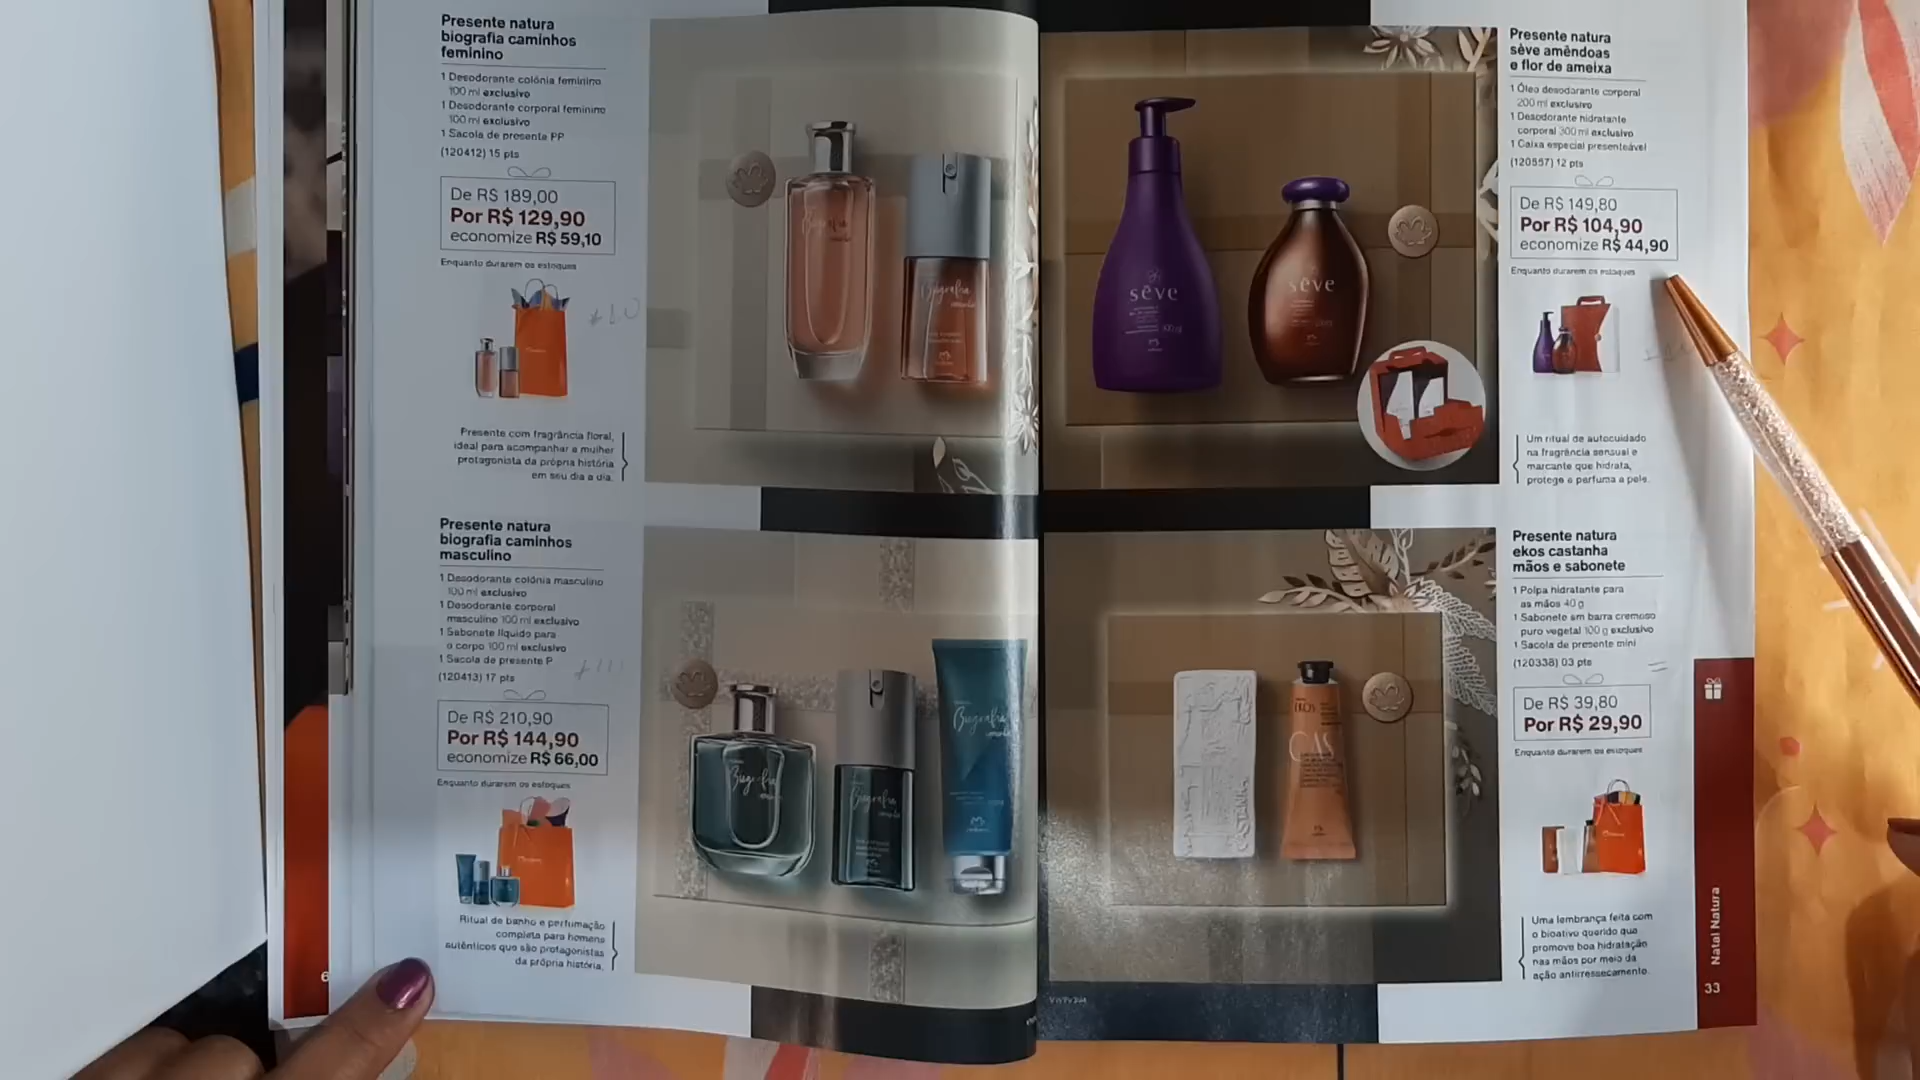 Presente natura
biografia caminhos
feminino
1 Desodorante colônia feminino
100 ml exclusivo
1 Desodorante corporal feminino
100 ml exclusivo
1 Sacola de presente PP
(120412) 15 pts
De R$ 189,00
Por R$ 129,90
economize R$ 59,10
Enquanto durarem os estoques
Presente com fragrância floral,
ideal para acompanhar a mulher
protagonista da própria história
em seu dia a dia.
Presente natura
biografia caminhos
masculino
1 Desodorante colônia masculino
100 ml exclusivo
1 Desodorante corporal
masculino 100 ml exclusivo
1 Sabonete líquido para
o corpo 100 ml exclusivo
1 Sacola de presente P
(120413) 17 pts
De R$ 210,90
Por R$ 144,90
economize R$ 66,00
Enquanto durarem os estoques
Ritual de banho e perfumação
completa para homens
autênticos que são protagonistas
da própria história.
6
Biografia
Biografia
Biografia
Biografia
Biografia
sève
sève
EKOS
CAS
CASTANHA
Presente natura
sève amêndoas
e flor de ameixa
1 Óleo desodorante corporal
200 ml exclusivo
1 Desodorante hidratante
corporal 300 ml exclusivo
1 Caixa especial presenteável
(120557) 12 pts
De R$ 149,80
Por R$ 104,90
economize R$ 44,90
Enquanto durarem os estoques
Um ritual de autocuidado
na fragrância sensual e
marcante que hidrata,
protege e perfuma a pele.
Presente natura
ekos castanha
mãos e sabonete
1 Polpa hidratante para
as mãos 40 g
1 Sabonete em barra cremoso
puro vegetal 100 g exclusivo
1 Sacola de presente mini
(120338) 03 pts
De R$ 39,80
Por R$ 29,90
Enquanto durarem os estoques
Uma lembrança feita com
o bioativo querido que
promove boa hidratação
nas mãos por meio da
ação antirressecamento.
Natal Natura
33